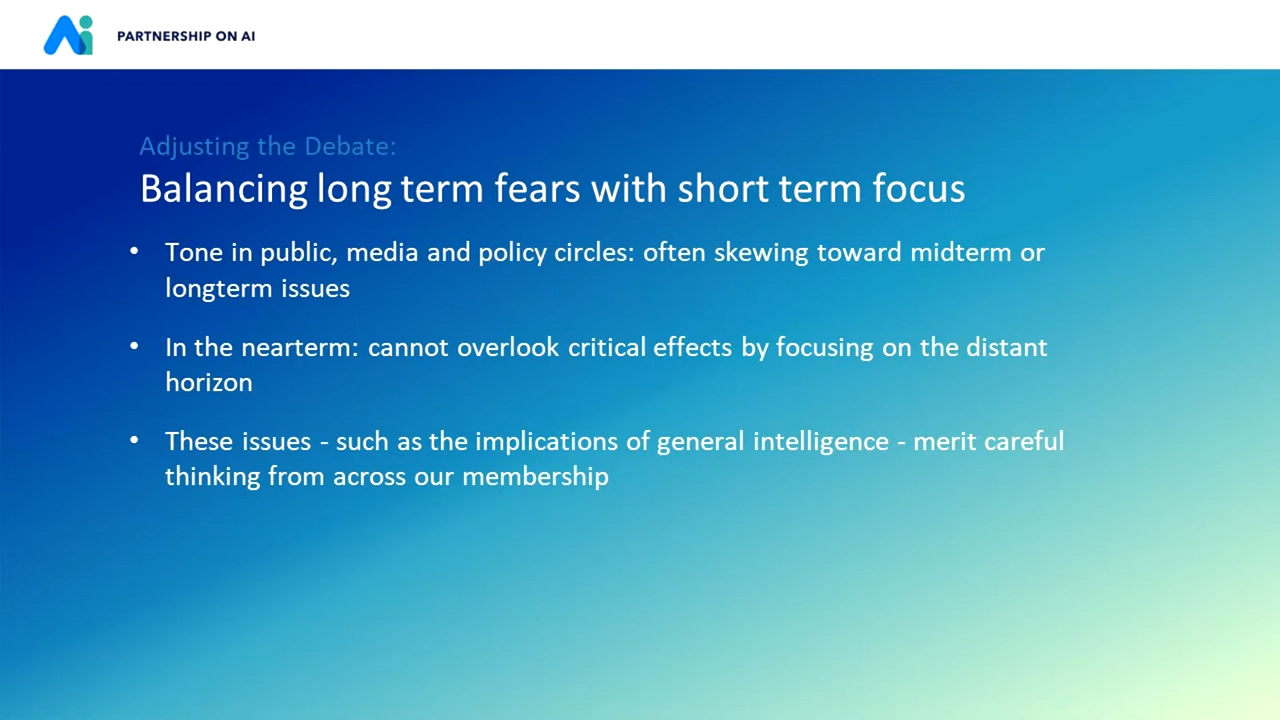 PARTNERSHIP ON AI
Adjusting the Debate:
Balancing long term fears with short term focus
• Tone in public, media and policy circles: often skewing toward midterm or
longterm issues
• In the nearterm: cannot overlook critical effects by focusing on the distant
horizon
• These issues - such as the implications of general intelligence - merit careful
thinking from across our membership